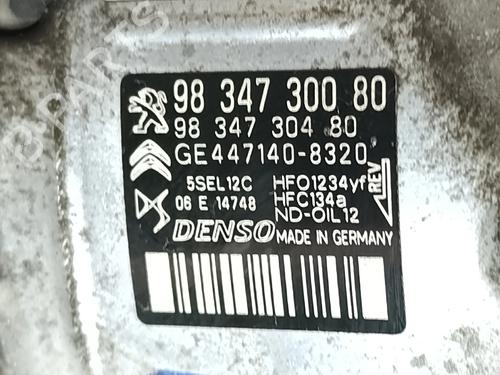 98 347 300 80
98 347 304 80
GE447140-8320
5SEL12C HFO1234yf
06 E 14748 HFC134a
ND-OIL12
REV
DENSO MADE IN GERMANY